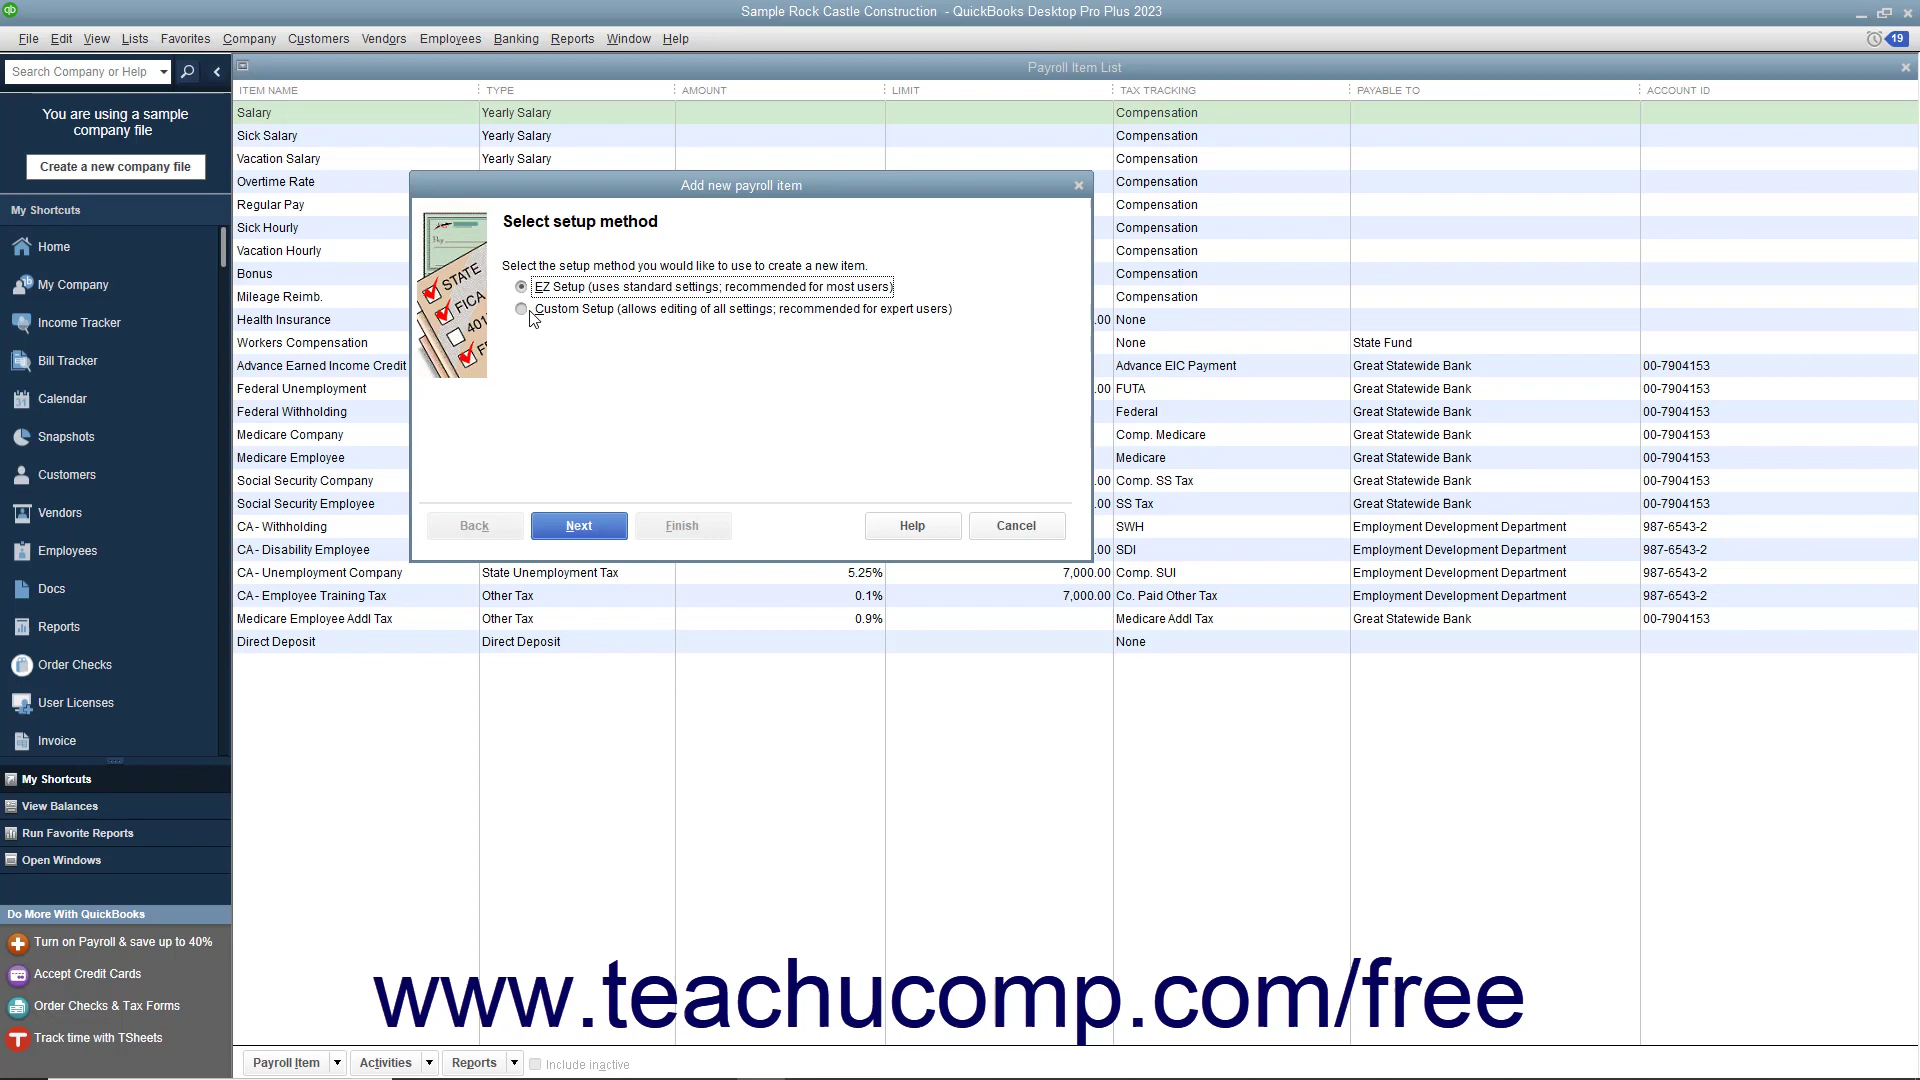 Sample Rock Castle Construction - QuickBooks Desktop Pro Plus 2023
File Edit View Lists Favorites Company Customers Vendors Employees Banking Reports Window Help
19
Search Company or Help
Payroll Item List
ITEM NAME TYPE AMOUNT LIMIT TAX TRACKING PAYABLE TO ACCOUNT ID
You are using a sample
company file
Create a new company file
My Shortcuts
Home
My Company
Income Tracker
Bill Tracker
Calendar
Snapshots
Customers
Vendors
Employees
Docs
Reports
Order Checks
User Licenses
Invoice
My Shortcuts
View Balances
Run Favorite Reports
Open Windows
Do More With QuickBooks
Turn on Payroll & save up to 40%
Accept Credit Cards
Order Checks & Tax Forms
Track time with TSheets
Salary Yearly Salary Compensation
Sick Salary Yearly Salary Compensation
Vacation Salary Yearly Salary Compensation
Overtime Rate Compensation
Regular Pay Compensation
Sick Hourly Compensation
Vacation Hourly Compensation
Bonus Compensation
Mileage Reimb. Compensation
Health Insurance .00 None
Workers Compensation None State Fund
Advance Earned Income Credit Advance EIC Payment Great Statewide Bank 00-7904153
Federal Unemployment .00 FUTA Great Statewide Bank 00-7904153
Federal Withholding Federal Great Statewide Bank 00-7904153
Medicare Company Comp. Medicare Great Statewide Bank 00-7904153
Medicare Employee Medicare Great Statewide Bank 00-7904153
Social Security Company .00 Comp. SS Tax Great Statewide Bank 00-7904153
Social Security Employee .00 SS Tax Great Statewide Bank 00-7904153
CA - Withholding SWH Employment Development Department 987-6543-2
CA - Disability Employee .00 SDI Employment Development Department 987-6543-2
CA - Unemployment Company State Unemployment Tax 5.25% 7,000.00 Comp. SUI Employment Development Department 987-6543-2
CA - Employee Training Tax Other Tax 0.1% 7,000.00 Co. Paid Other Tax Employment Development Department 987-6543-2
Medicare Employee Addl Tax Other Tax 0.9% Medicare Addl Tax Great Statewide Bank 00-7904153
Direct Deposit Direct Deposit None
Add new payroll item
Select setup method
Select the setup method you would like to use to create a new item.
EZ Setup (uses standard settings; recommended for most users)
Custom Setup (allows editing of all settings; recommended for expert users)
Pay
STATE
FICA
401
Back Next Finish Help Cancel
www.teachucomp.com/free
Payroll Item Activities Reports Include inactive